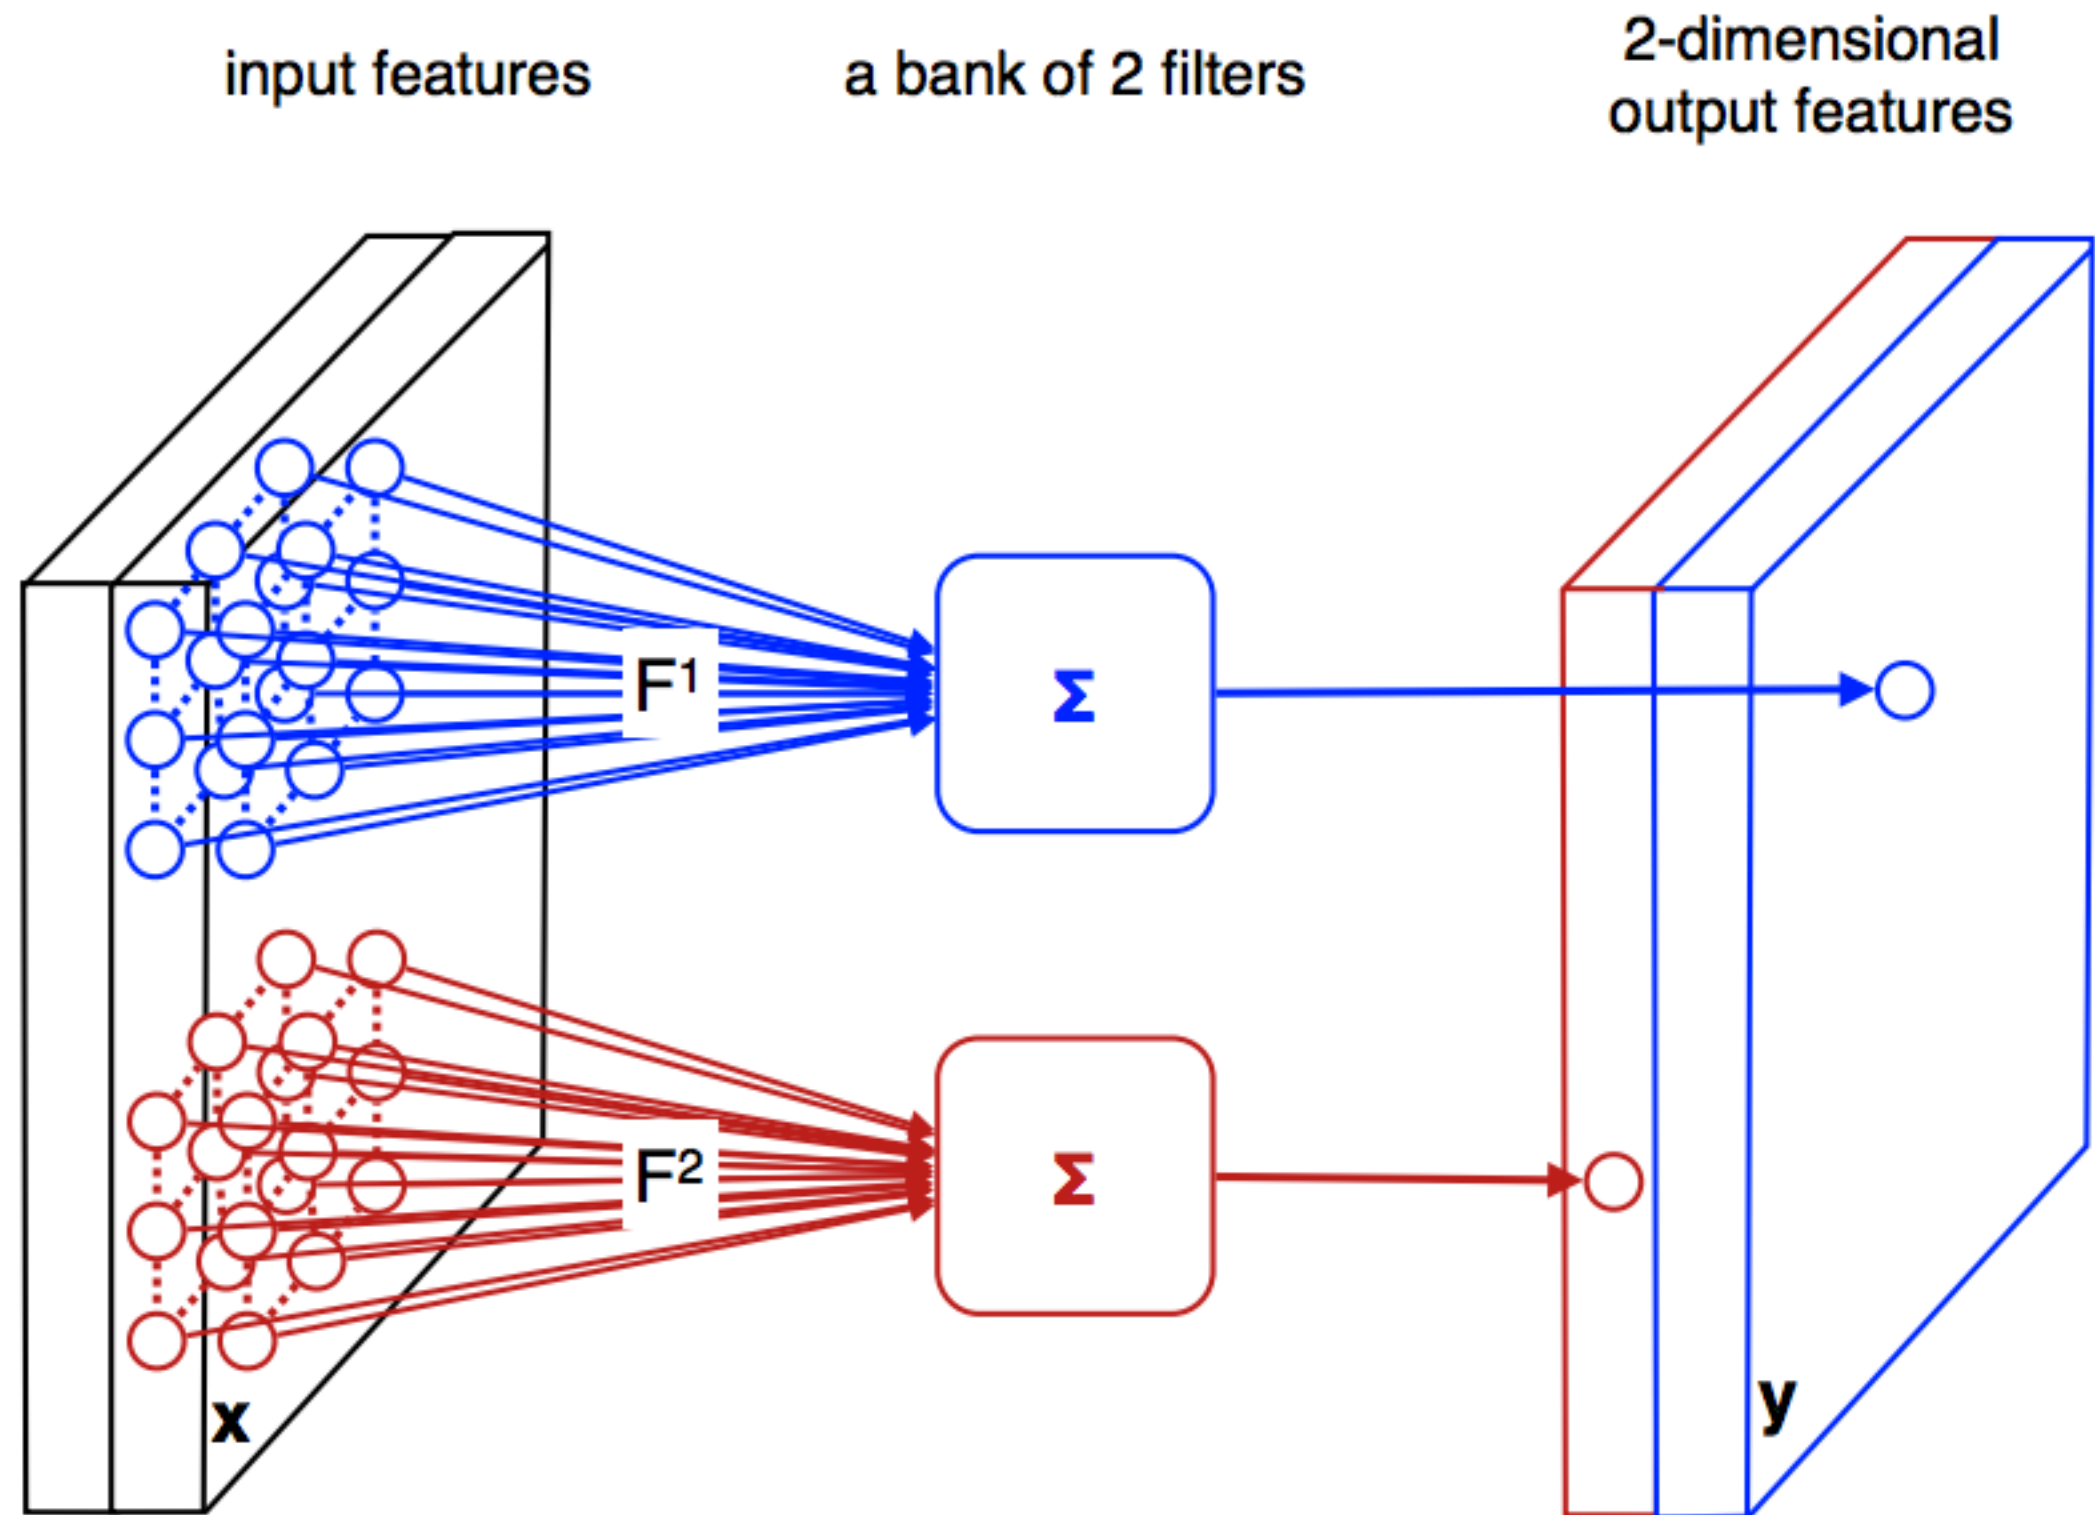 input features
a bank of 2 filters
2-dimensional
output features
F¹
Σ
F²
Σ
x
y